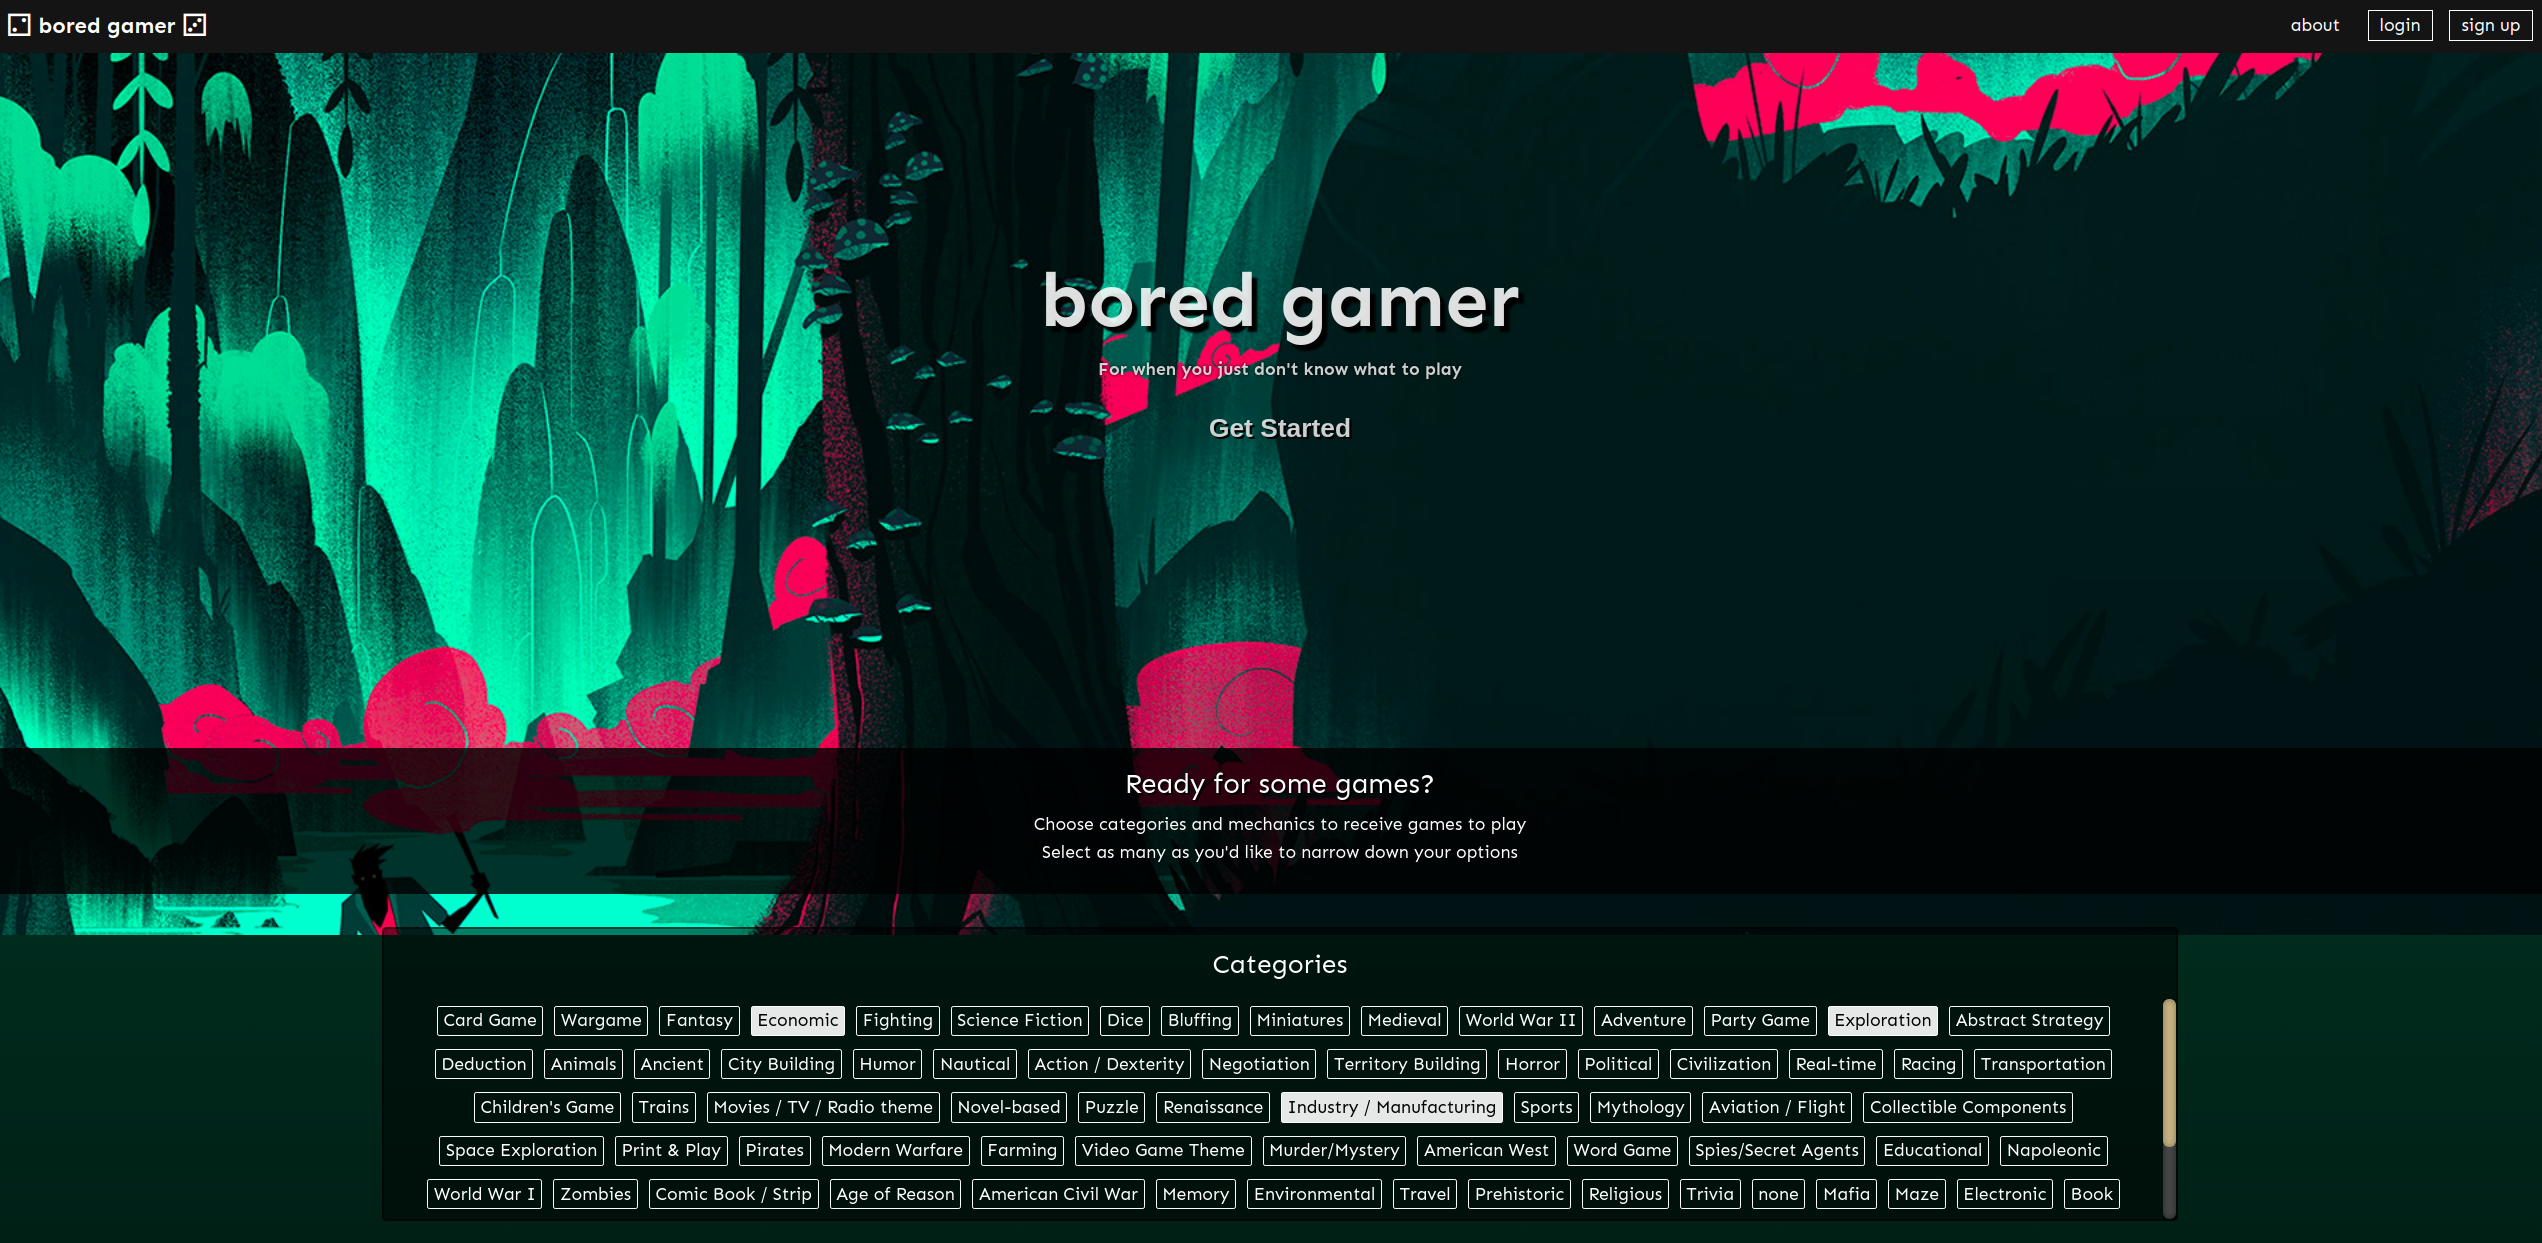 bored gamer
about login sign up
bored gamer
For when you just don't know what to play
Get Started
Ready for some games?
Choose categories and mechanics to receive games to play
Select as many as you'd like to narrow down your options
Categories
Card Game Wargame Fantasy Economic Fighting Science Fiction Dice Bluffing Miniatures Medieval World War II Adventure Party Game Exploration Abstract Strategy
Deduction Animals Ancient City Building Humor Nautical Action / Dexterity Negotiation Territory Building Horror Political Civilization Real-time Racing Transportation
Children's Game Trains Movies / TV / Radio theme Novel-based Puzzle Renaissance Industry / Manufacturing Sports Mythology Aviation / Flight Collectible Components
Space Exploration Print & Play Pirates Modern Warfare Farming Video Game Theme Murder/Mystery American West Word Game Spies/Secret Agents Educational Napoleonic
World War I Zombies Comic Book / Strip Age of Reason American Civil War Memory Environmental Travel Prehistoric Religious Trivia none Mafia Maze Electronic Book